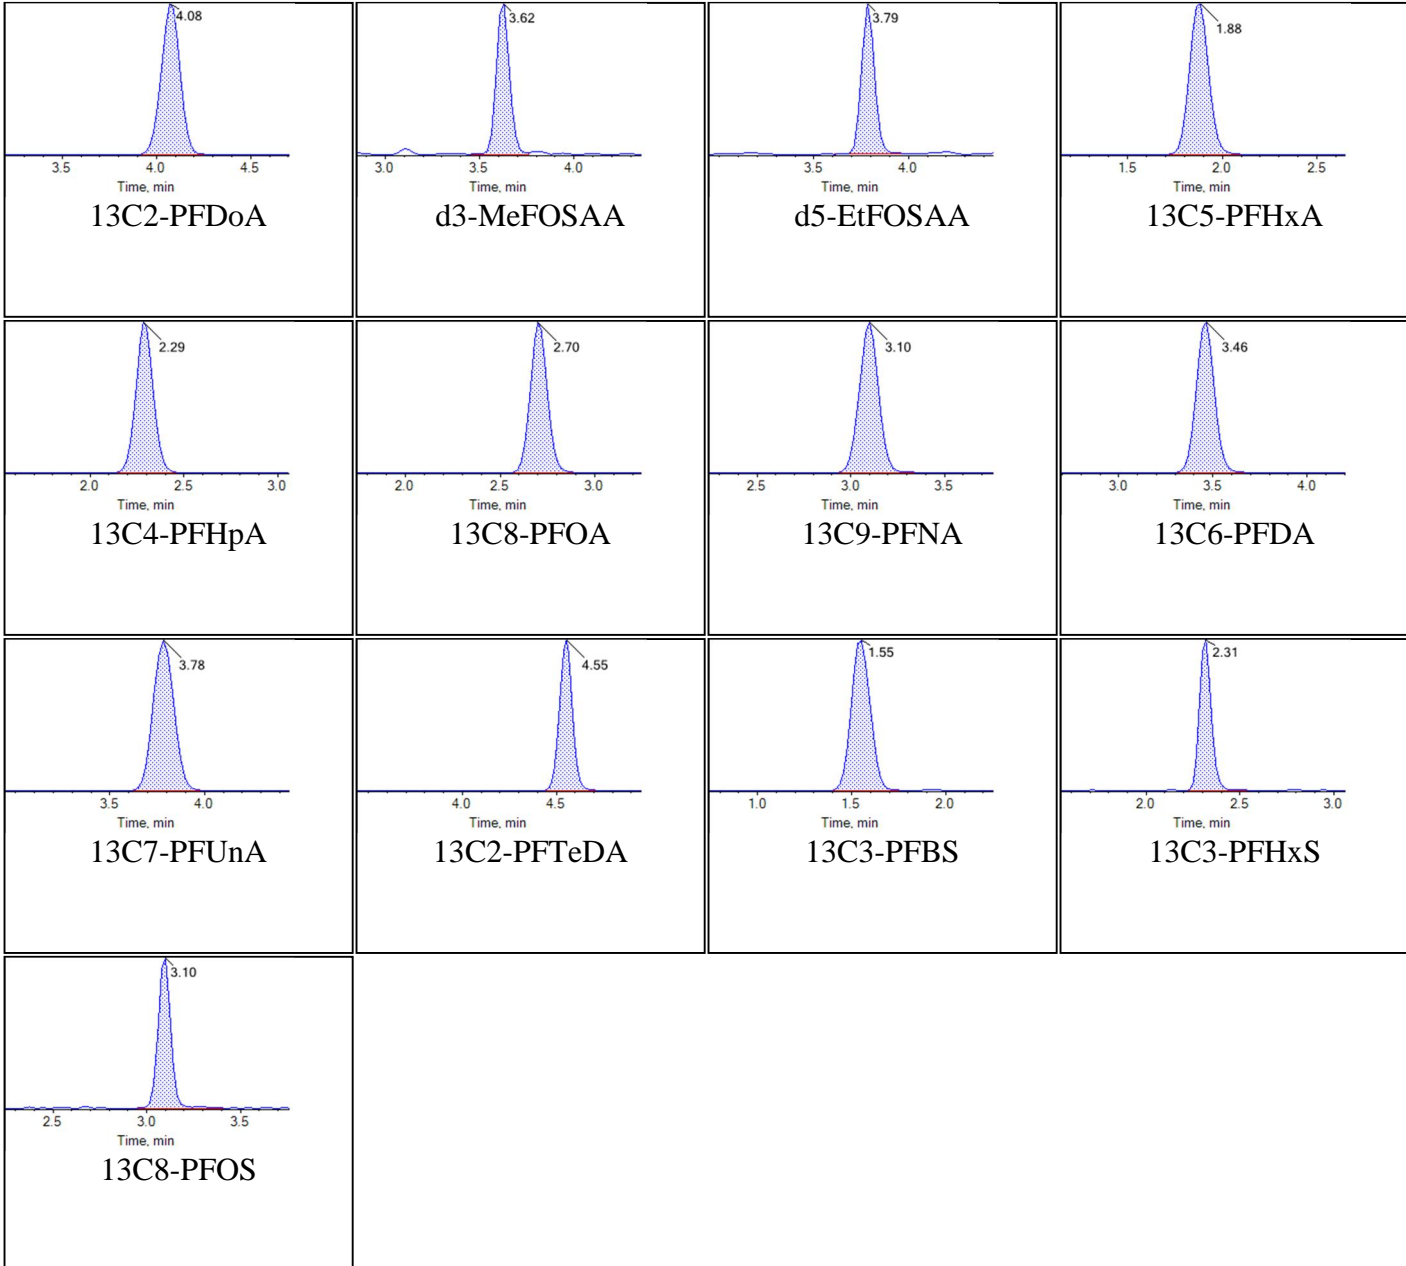 4.08
3.5 4.0 4.5
Time, min
13C2-PFDoA
3.62
3.0 3.5 4.0
Time, min
d3-MeFOSAA
3.79
3.5 4.0
Time, min
d5-EtFOSAA
1.88
1.5 2.0 2.5
Time, min
13C5-PFHxA
2.29
2.0 2.5 3.0
Time, min
13C4-PFHpA
2.70
2.0 2.5 3.0
Time, min
13C8-PFOA
3.10
2.5 3.0 3.5
Time, min
13C9-PFNA
3.46
3.0 3.5 4.0
Time, min
13C6-PFDA
3.78
3.5 4.0
Time, min
13C7-PFUnA
4.55
4.0 4.5
Time, min
13C2-PFTeDA
1.55
1.0 1.5 2.0
Time, min
13C3-PFBS
2.31
2.0 2.5 3.0
Time, min
13C3-PFHxS
3.10
2.5 3.0 3.5
Time, min
13C8-PFOS